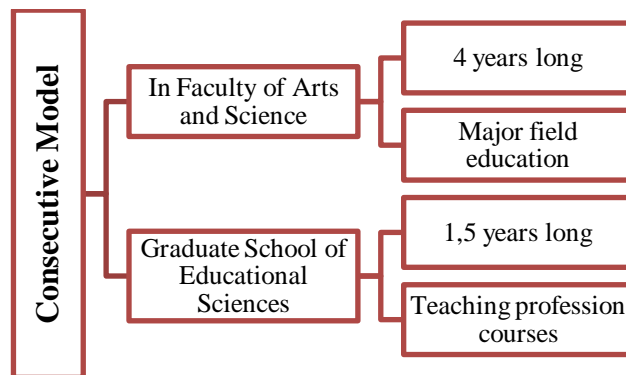 Consecutive Model
In Faculty of Arts
and Science
4 years long
Major field
education
Graduate School of
Educational
Sciences
1,5 years long
Teaching profession
courses